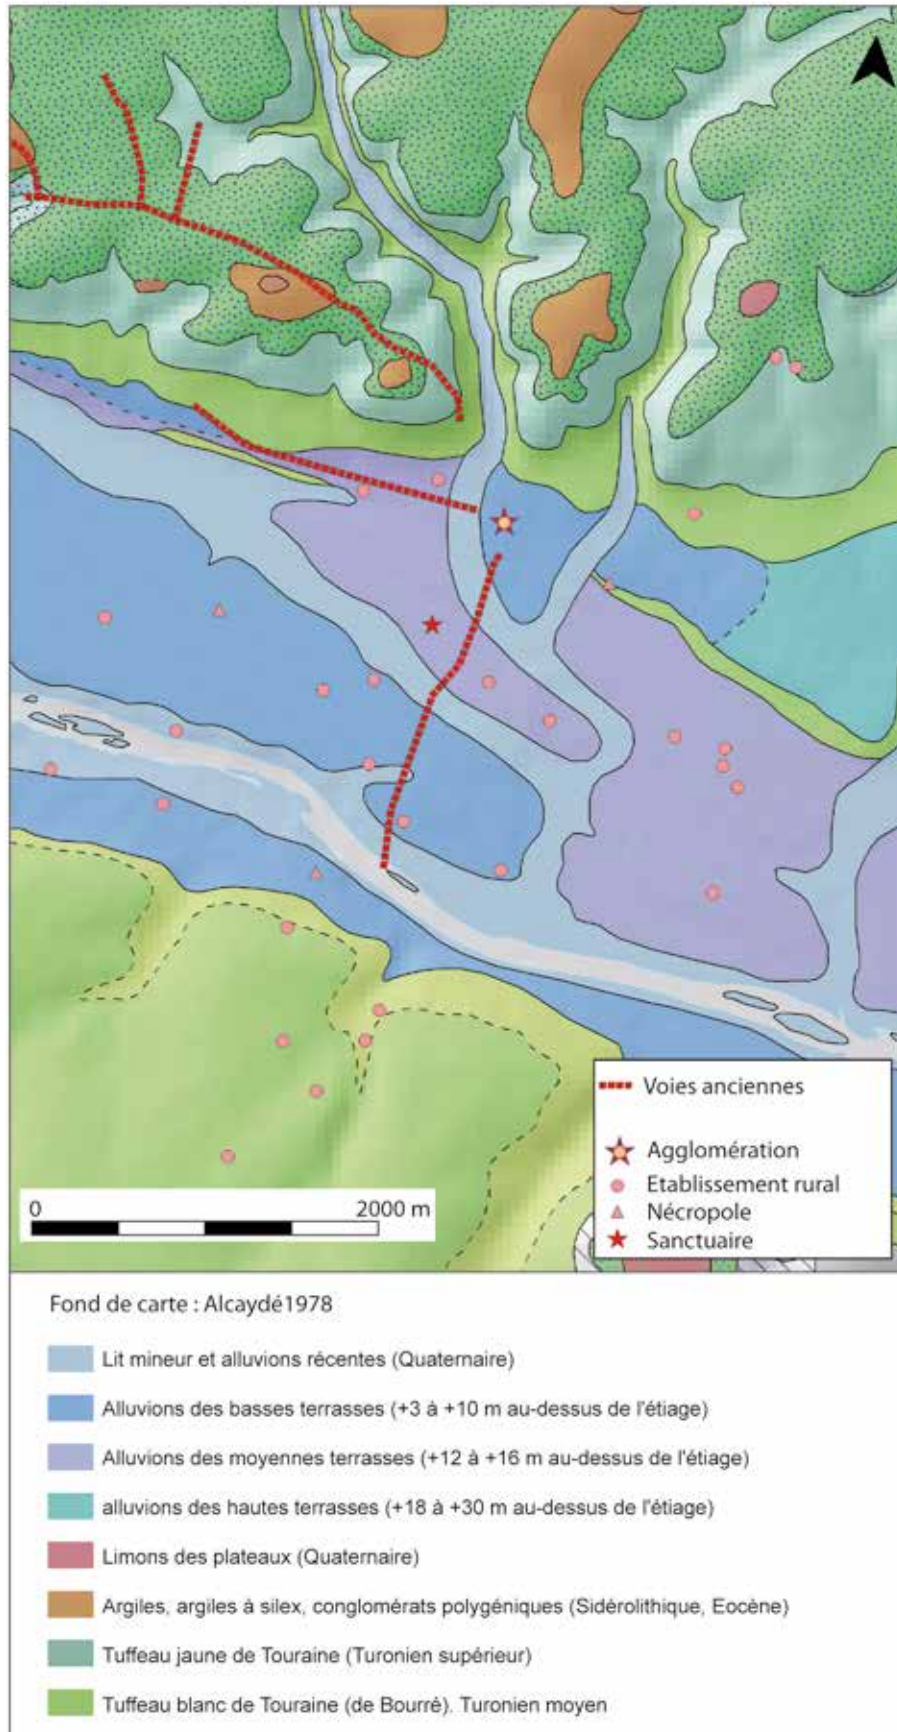 Voies anciennes
Agglomération
Etablissement rural
Nécropole
Sanctuaire
0 2000 m
Fond de carte : Alcaydé1978
Lit mineur et alluvions récentes (Quaternaire)
Alluvions des basses terrasses (+3 à +10 m au-dessus de l'étiage)
Alluvions des moyennes terrasses (+12 à +16 m au-dessus de l'étiage)
alluvions des hautes terrasses (+18 à +30 m au-dessus de l'étiage)
Limons des plateaux (Quaternaire)
Argiles, argiles à silex, conglomérats polygéniques (Sidérolithique, Eocène)
Tuffeau jaune de Touraine (Turonien supérieur)
Tuffeau blanc de Touraine (de Bourré). Turonien moyen